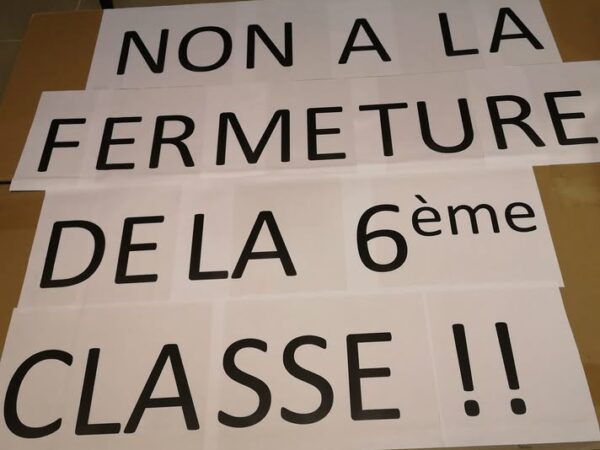 NON A LA
FERMETURE
DE LA 6ème
CLASSE !!